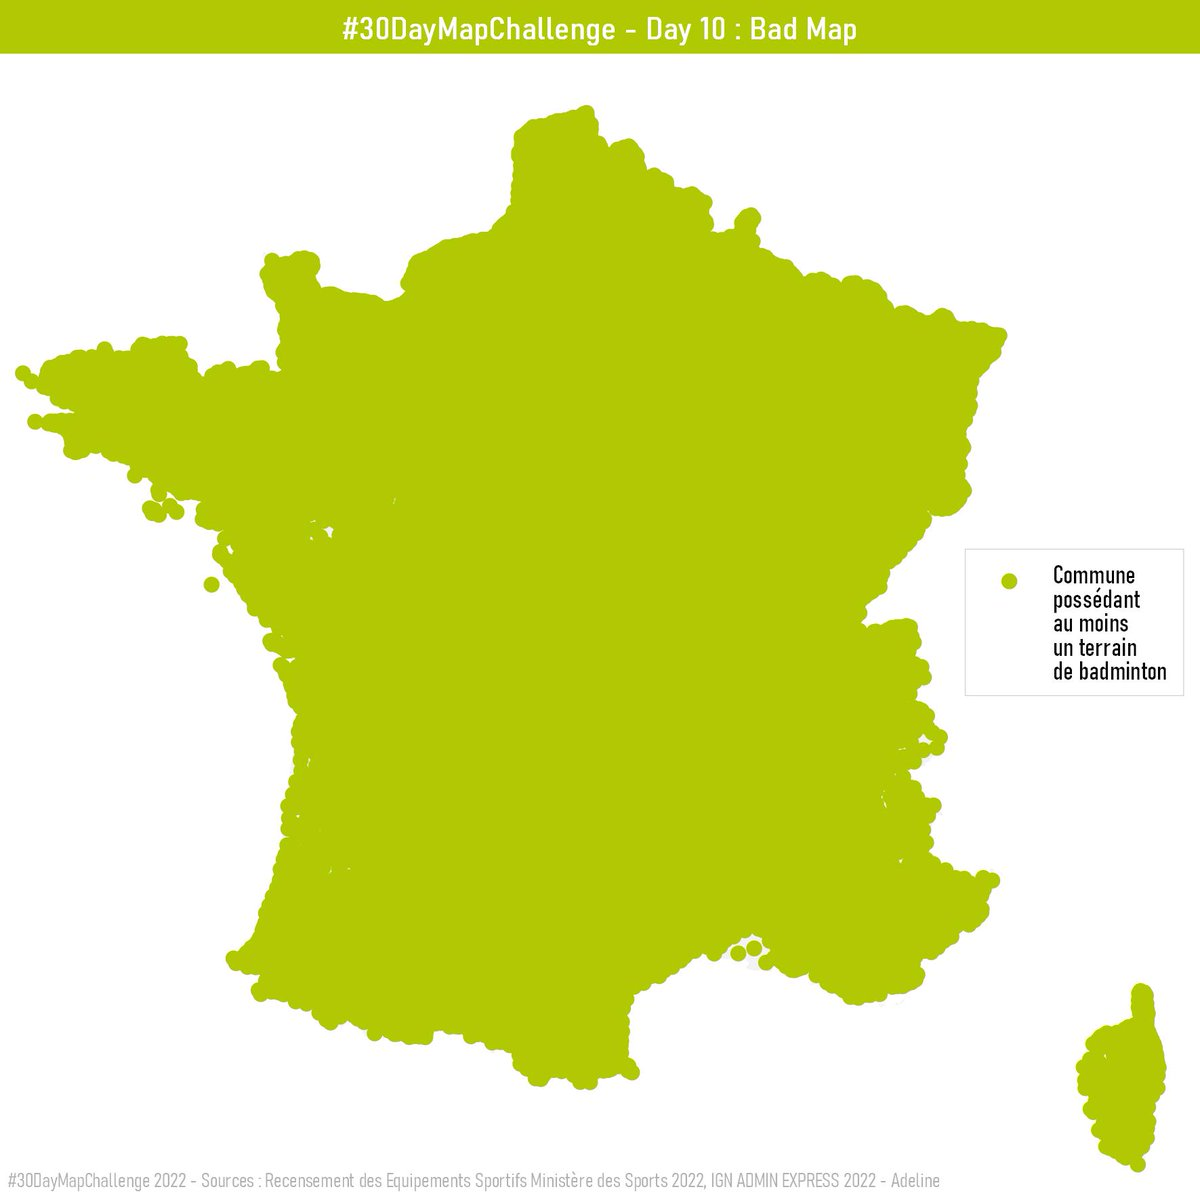 #30DayMapChallenge - Day 10 : Bad Map
Commune
possédant
au moins
un terrain
de badminton
#30DayMapChallenge 2022 - Sources : Recensement des Equipements Sportifs Ministère des Sports 2022, IGN ADMIN EXPRESS 2022 - Adeline